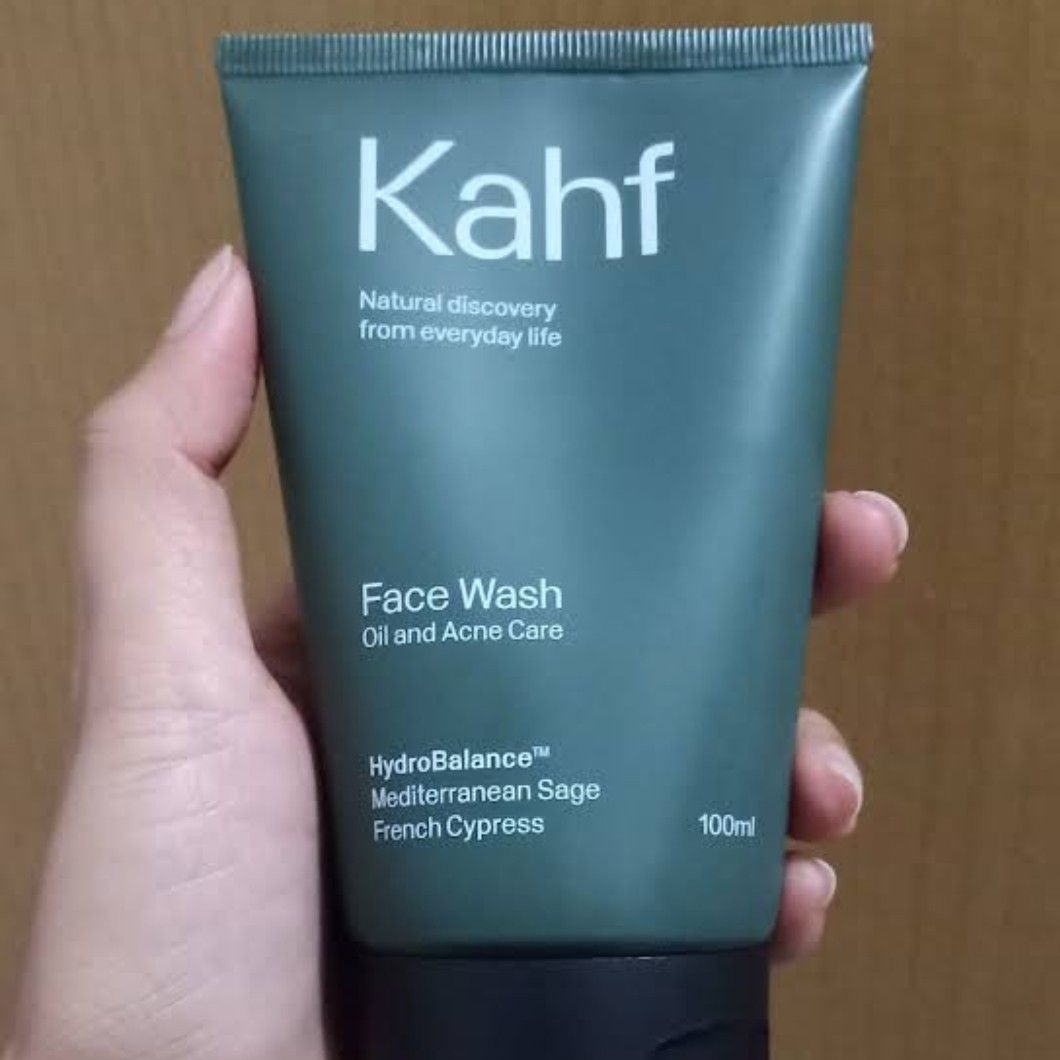 Kahf
Natural discovery
from everyday life
Face Wash
Oil and Acne Care
HydroBalance™
Mediterranean Sage
French Cypress
100ml